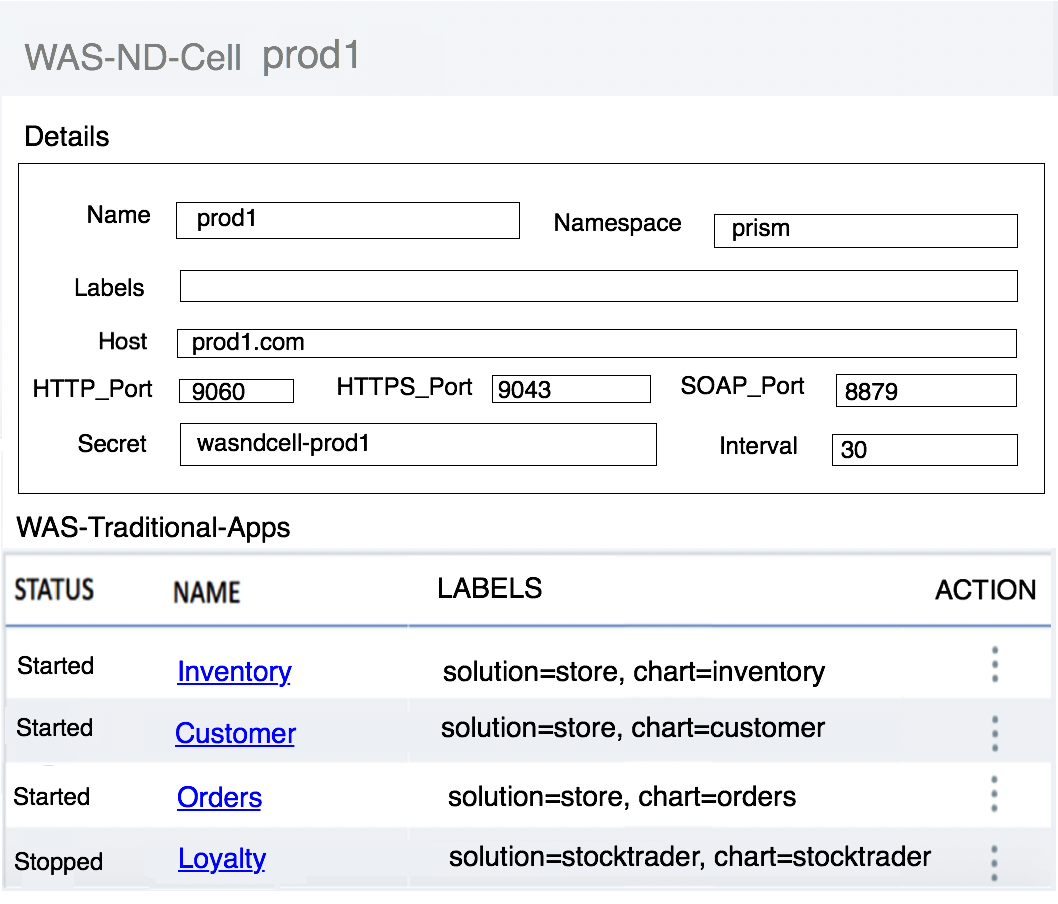 WAS-ND-Cell prod1
Details
Name prod1 Namespace prism
Labels
Host prod1.com
HTTP_Port 9060 HTTPS_Port 9043 SOAP_Port 8879
Secret wasndcell-prod1 Interval 30
WAS-Traditional-Apps
STATUS NAME LABELS ACTION
Started Inventory solution=store, chart=inventory
Started Customer solution=store, chart=customer
Started Orders solution=store, chart=orders
Stopped Loyalty solution=stocktrader, chart=stocktrader